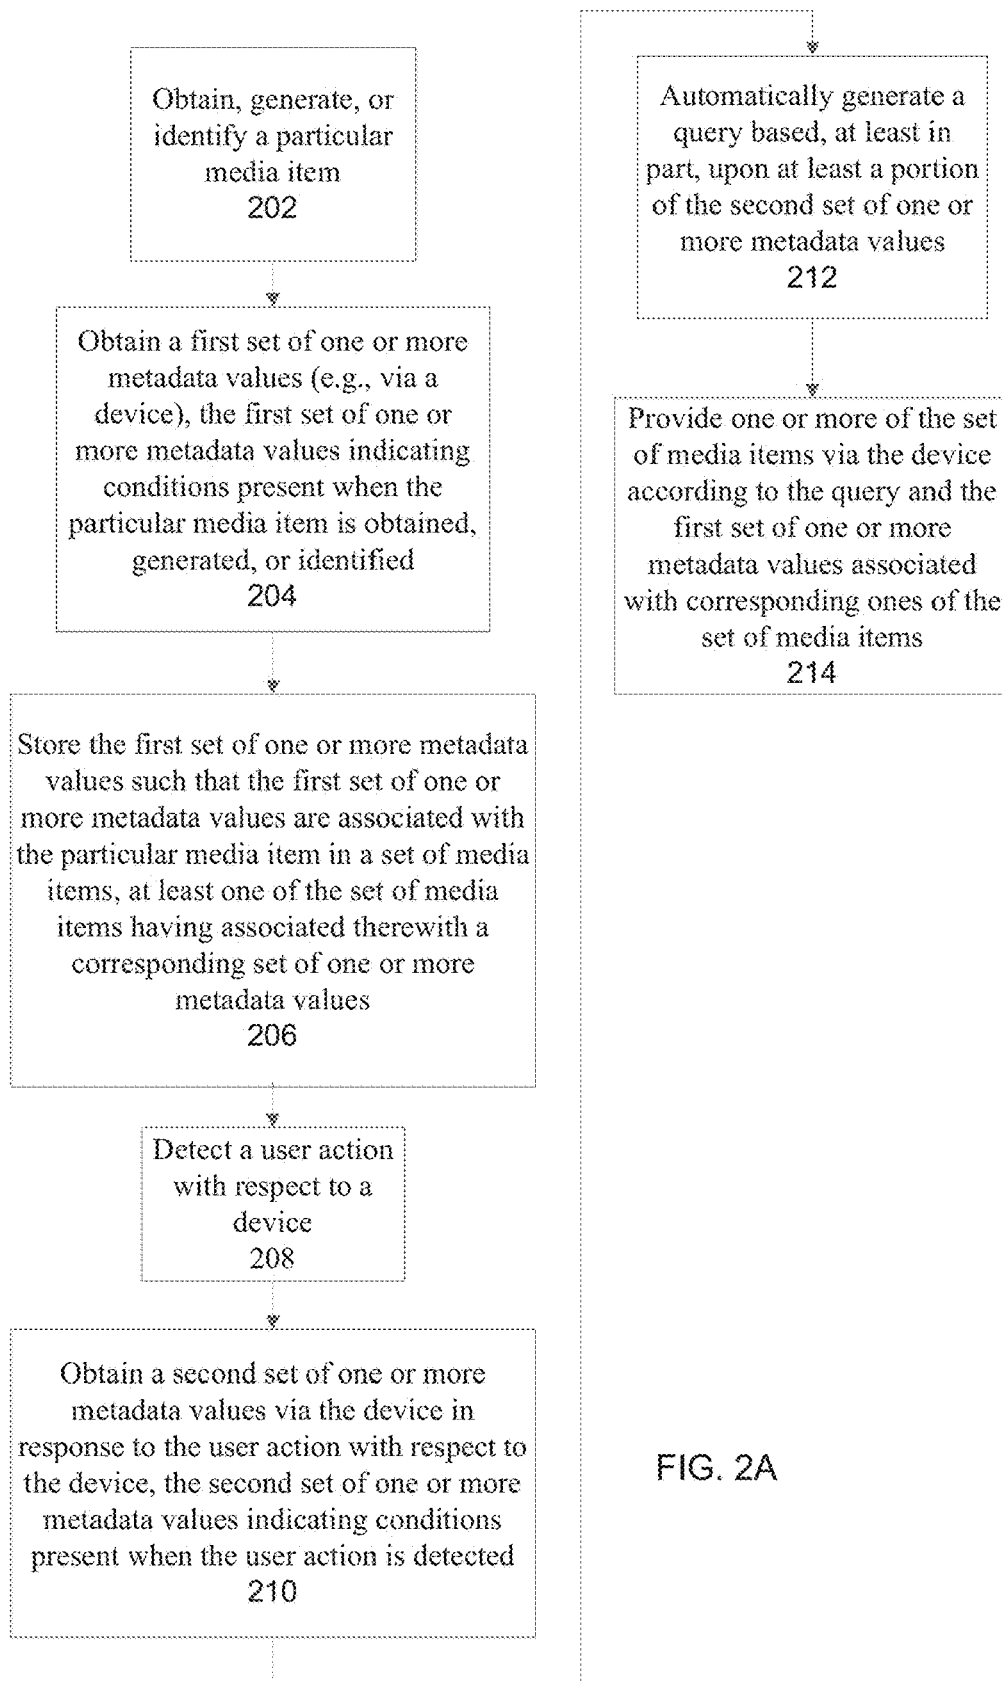 Obtain, generate, or
identify a particular
media item
202
Obtain a first set of one or more
metadata values (e.g., via a
device), the first set of one or
more metadata values indicating
conditions present when the
particular media item is obtained,
generated, or identified
204
Store the first set of one or more metadata
values such that the first set of one or
more metadata values are associated with
the particular media item in a set of media
items, at least one of the set of media
items having associated therewith a
corresponding set of one or more
metadata values
206
Detect a user action
with respect to a
device
208
Obtain a second set of one or more
metadata values via the device in
response to the user action with respect to
the device, the second set of one or more
metadata values indicating conditions
present when the user action is detected
210
Automatically generate a
query based, at least in
part, upon at least a portion
of the second set of one or
more metadata values
212
Provide one or more of the set
of media items via the device
according to the query and the
first set of one or more
metadata values associated
with corresponding ones of the
set of media items
214
FIG. 2A